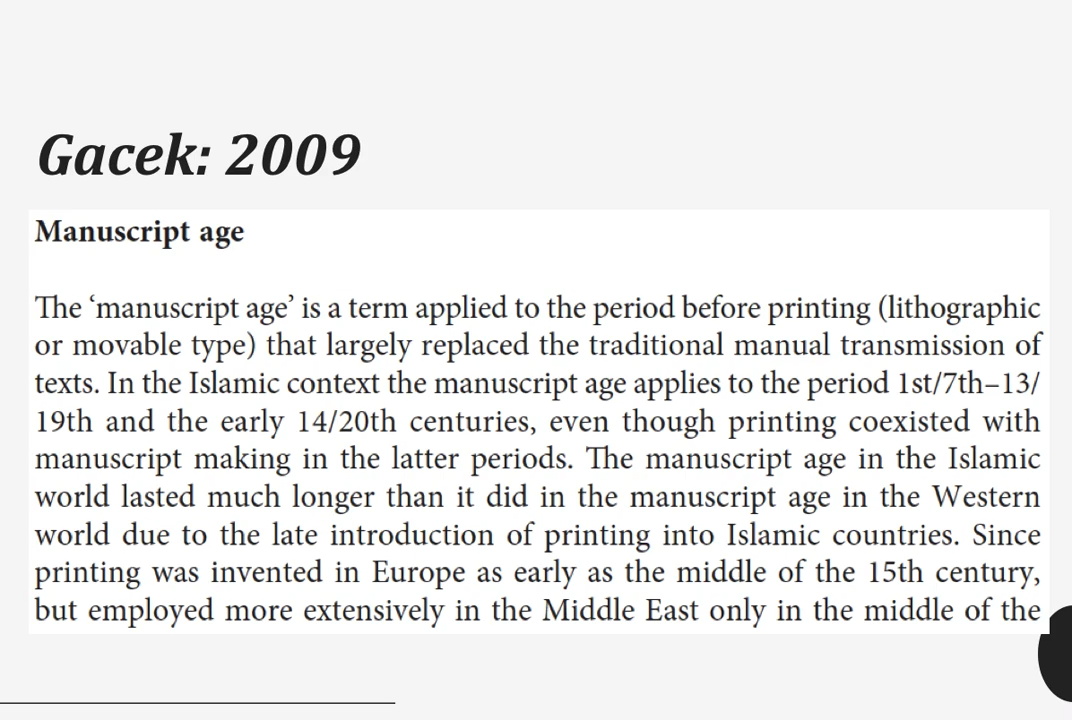 Gacek: 2009
Manuscript age
The ‘manuscript age’ is a term applied to the period before printing (lithographic
or movable type) that largely replaced the traditional manual transmission of
texts. In the Islamic context the manuscript age applies to the period 1st/7th–13/
19th and the early 14/20th centuries, even though printing coexisted with
manuscript making in the latter periods. The manuscript age in the Islamic
world lasted much longer than it did in the manuscript age in the Western
world due to the late introduction of printing into Islamic countries. Since
printing was invented in Europe as early as the middle of the 15th century,
but employed more extensively in the Middle East only in the middle of the